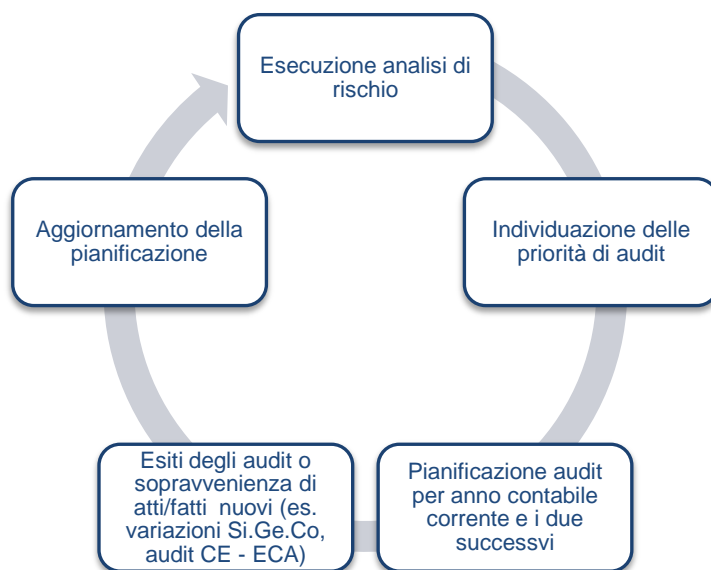 Esecuzione analisi di
rischio
Individuazione delle
priorità di audit
Pianificazione audit
per anno contabile
corrente e i due
successvi
Esiti degli audit o
sopravvenienza di
atti/fatti nuovi (es.
variazioni Si.Ge.Co,
audit CE - ECA)
Aggiornamento della
pianificazione